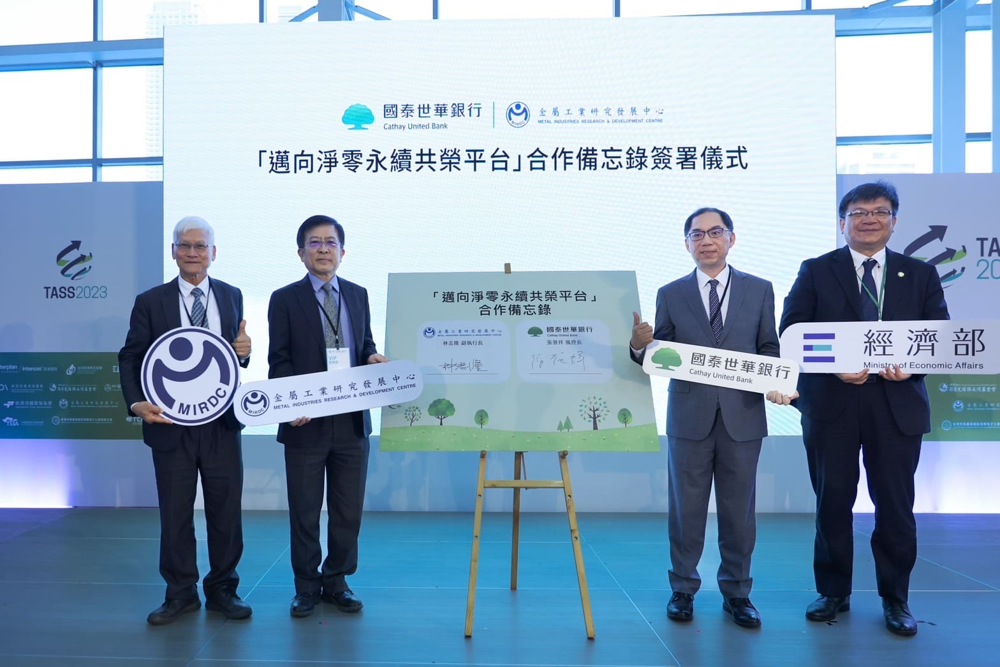 國泰世華銀行
Cathay United Bank
MIRDC
金屬工業研究發展中心
METAL INDUSTRIES RESEARCH & DEVELOPMENT CENTRE
「邁向淨零永續共榮平台」合作備忘錄簽署儀式
TASS2023
「邁向淨零永續共榮平台」
合作備忘錄
金屬工業研究發展中心
METAL INDUSTRIES RESEARCH & DEVELOPMENT CENTRE
林志隆 副執行長
國泰世華銀行
Cathay United Bank
張發祥 風控長
MIRDC
VIP
MIRDC
金屬工業研究發展中心
METAL INDUSTRIES RESEARCH & DEVELOPMENT CENTRE
國泰世華銀行
Cathay United Bank
經濟部
Ministry of Economic Affairs
TAS
202
intercon